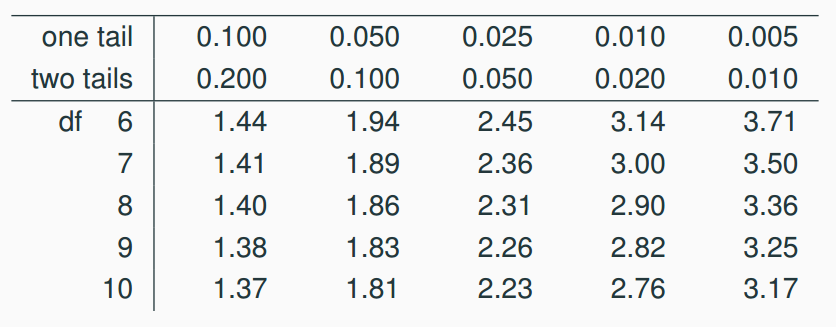 one tail 0.100 0.050 0.025 0.010 0.005
two tails 0.200 0.100 0.050 0.020 0.010
df 6 1.44 1.94 2.45 3.14 3.71
7 1.41 1.89 2.36 3.00 3.50
8 1.40 1.86 2.31 2.90 3.36
9 1.38 1.83 2.26 2.82 3.25
10 1.37 1.81 2.23 2.76 3.17